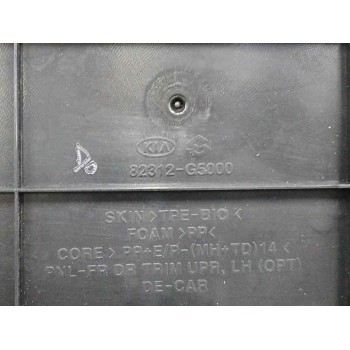 KIA
82312-G5000
SKIN >TPE-BIO<
FOAM >PP<
CORE > PP+E/P-(MH+TD)14 <
PNL-FR DR TRIM UPR, LH (OPT)
DE-CAR